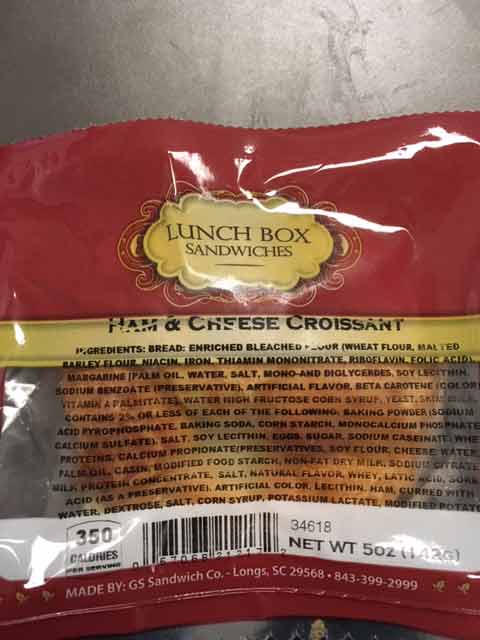 LUNCH BOX
SANDWICHES
HAM & CHEESE CROISSANT
INGREDIENTS: BREAD: ENRICHED BLEACHED FLOUR (WHEAT FLOUR, MALTED
BARLEY FLOUR, NIACIN, IRON, THIAMIN MONONITRATE, RIBOFLAVIN, FOLIC ACID),
MARGARINE [PALM OIL, WATER, SALT, MONO-AND DIGLYCERDES, SOY LECITHIN,
SODIUM BENZOATE (PRESERVATIVE), ARTIFICIAL FLAVOR, BETA CAROTENE (COLOR)
VITAMIN A PALMITATE], WATER HIGH FRUCTOSE CORN SYRUP, YEAST, SKIM MILK,
CONTAINS 2% OR LESS OF EACH OF THE FOLLOWING: BAKING POWDER (SODIUM
ACID PYROPHOSPHATE, BAKING SODA, CORN STARCH, MONOCALCIUM PHOSPHATE
CALCIUM SULFATE), SALT, SOY LECITHIN, EGGS, SUGAR, SODIUM CASEINATE, WHE
PROTEINS, CALCIUM PROPIONATE/PRESERVATIVES, SOY FLOUR, CHEESE: WATER,
PALM OIL, CASIN, MODIFIED FOOD STARCH, NON-FAT DRY MILK, SODIUM CITRATE,
MILK PROTEIN CONCENTRATE, SALT, NATURAL FLAVOR, WHEY, LATIC ACID, SORB
ACID (AS A PRESERVATIVE), ARTIFICIAL COLOR, LECITHIN. HAM, CURRED WITH
WATER, DEXTROSE, SALT, CORN SYRUP, POTASSIUM LACTATE, MODIFIED POTAT
350
CALORIES
PER SERVING
34618
NET WT 5oz (142g)
MADE BY: GS Sandwich Co. - Longs, SC 29568 • 843-399-2999